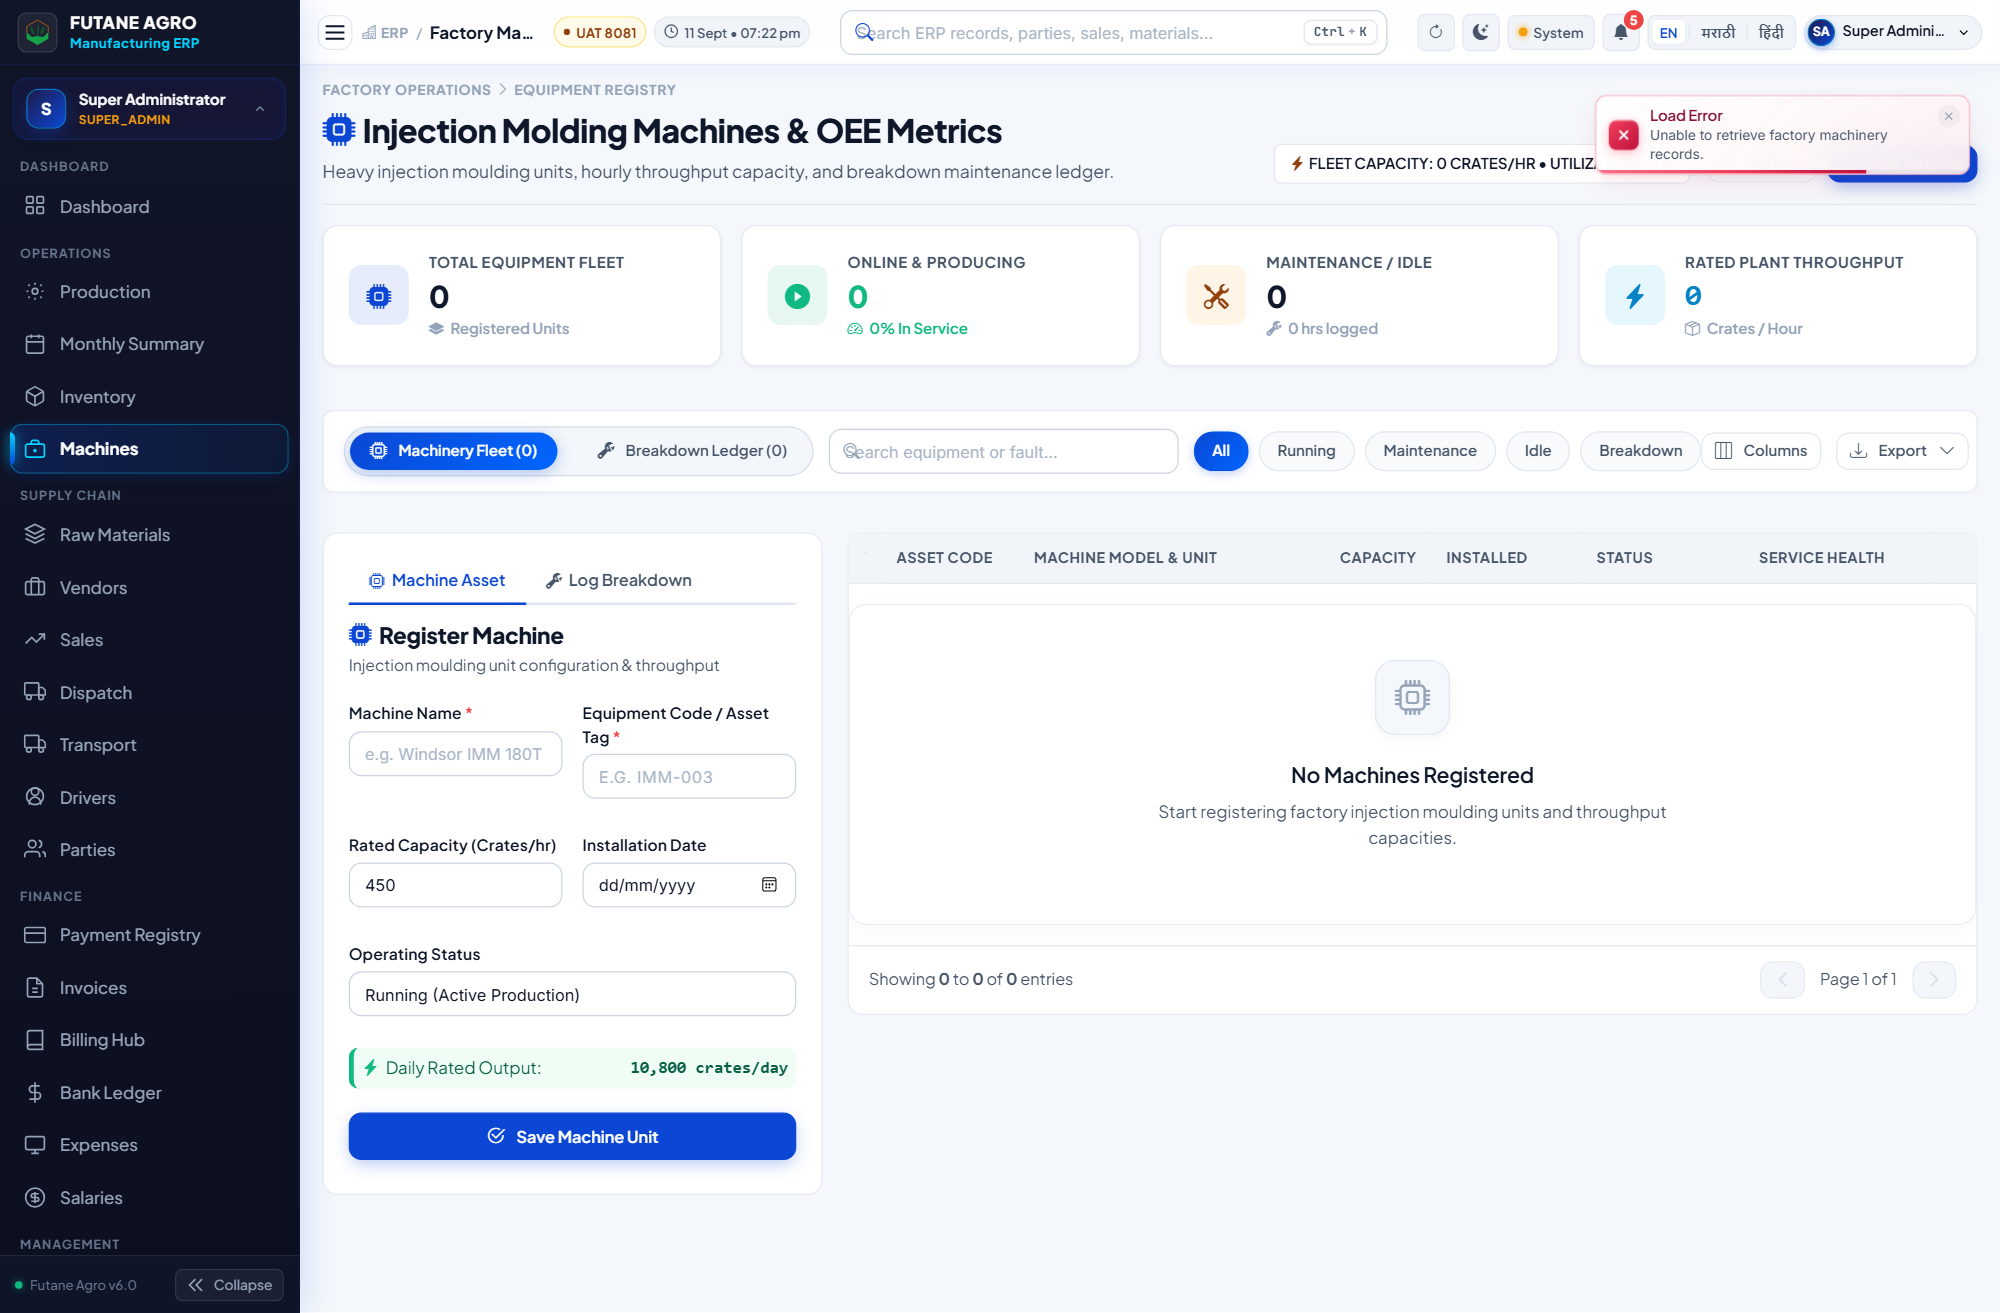 FUTANE AGRO
Manufacturing ERP
S
Super Administrator
SUPER_ADMIN
DASHBOARD
Dashboard
OPERATIONS
Production
Monthly Summary
Inventory
Machines
SUPPLY CHAIN
Raw Materials
Vendors
Sales
Dispatch
Transport
Drivers
Parties
FINANCE
Payment Registry
Invoices
Billing Hub
Bank Ledger
Expenses
Salaries
MANAGEMENT
Futane Agro v6.0
Collapse
ERP / Factory Ma...
UAT 8081
11 Sept • 07:22 pm
Search ERP records, parties, sales, materials...
Ctrl + K
System
5
EN
मराठी
हिंदी
SA
Super Admini...
FACTORY OPERATIONS > EQUIPMENT REGISTRY
Injection Molding Machines & OEE Metrics
Heavy injection moulding units, hourly throughput capacity, and breakdown maintenance ledger.
FLEET CAPACITY: 0 CRATES/HR •
Load Error
Unable to retrieve factory machinery
records.
TOTAL EQUIPMENT FLEET
0
Registered Units
ONLINE & PRODUCING
0
0% In Service
MAINTENANCE / IDLE
0
0 hrs logged
RATED PLANT THROUGHPUT
0
Crates / Hour
Machinery Fleet (0)
Breakdown Ledger (0)
Search equipment or fault...
All
Running
Maintenance
Idle
Breakdown
Columns
Export
Machine Asset
Log Breakdown
Register Machine
Injection moulding unit configuration & throughput
Machine Name *
e.g. Windsor IMM 180T
Equipment Code / Asset
Tag *
E.G. IMM-003
Rated Capacity (Crates/hr)
450
Installation Date
dd/mm/yyyy
Operating Status
Running (Active Production)
Daily Rated Output:
10,800 crates/day
Save Machine Unit
ASSET CODE
MACHINE MODEL & UNIT
CAPACITY
INSTALLED
STATUS
SERVICE HEALTH
No Machines Registered
Start registering factory injection moulding units and throughput
capacities.
Showing 0 to 0 of 0 entries
Page 1 of 1